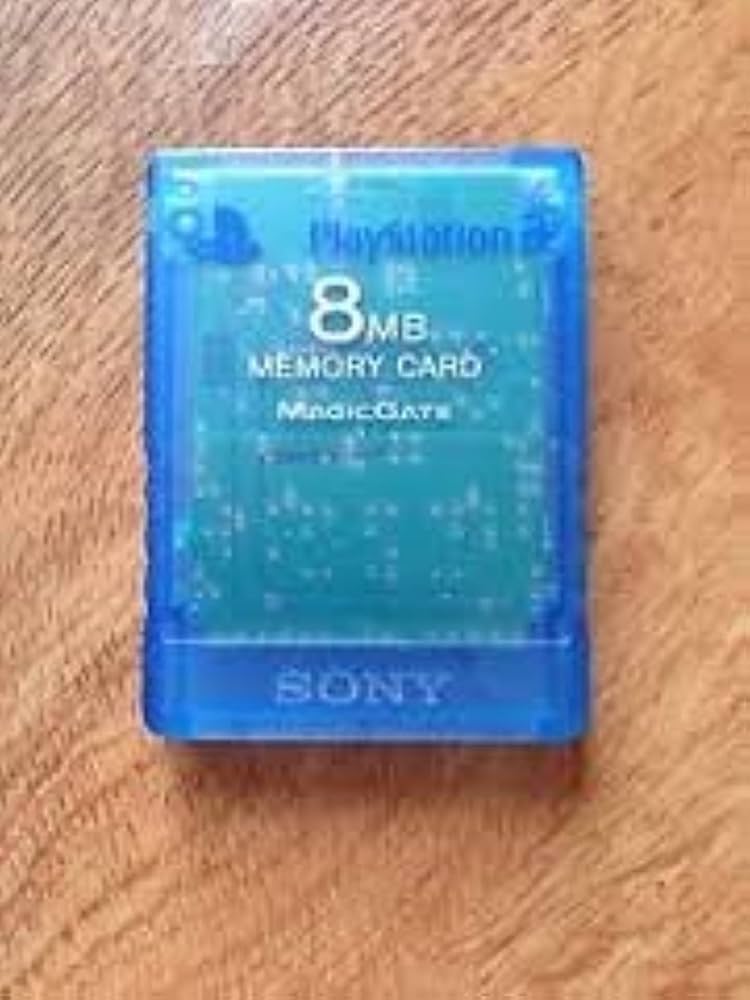 PlayStation 2
8MB
MEMORY CARD
MAGICGATE
SONY